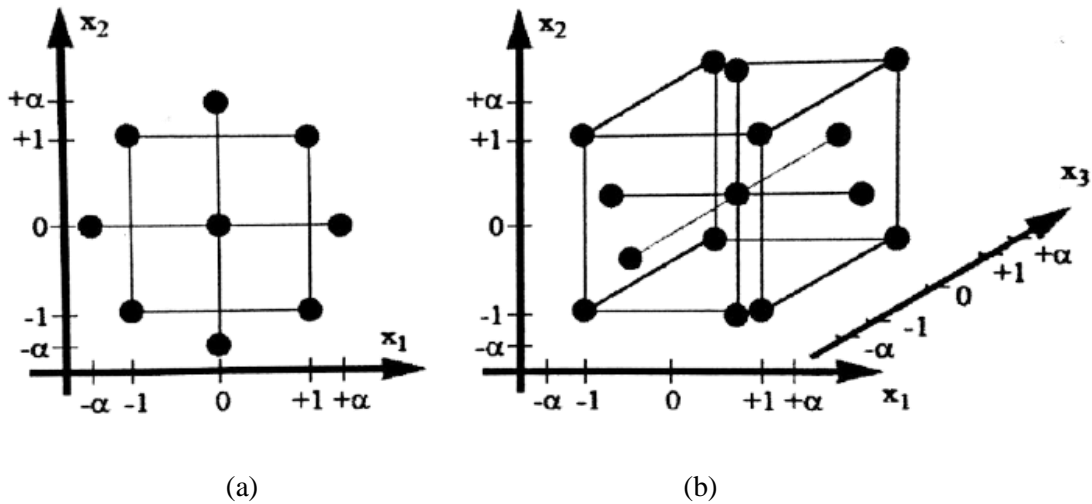 x₂
+α
+1
0
-1
-α
-α -1 0 +1 +α
x₁
x₂
+α
+1
0
-1
-α
-α -1 0 +1 +α
x₁
-α
-1
0
+1
+α
x₃
(a) (b)